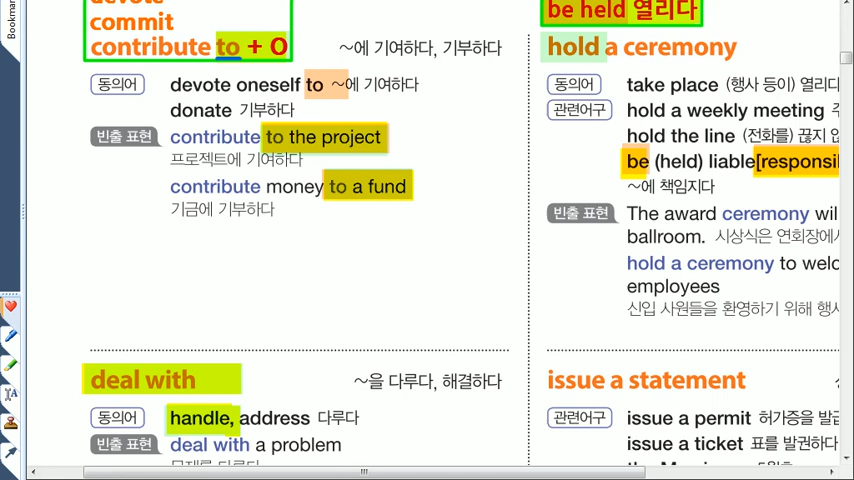 Bookmar
devote
commit
contribute to + O ~에 기여하다, 기부하다
동의어 devote oneself to ~에 기여하다
donate 기부하다
빈출 표현 contribute to the project
프로젝트에 기여하다
contribute money to a fund
기금에 기부하다
deal with ~을 다루다, 해결하다
동의어 handle, address 다루다
빈출 표현 deal with a problem
문제를 다루다
be held 열리다
hold a ceremony
동의어 take place (행사 등이) 열리다
관련어구 hold a weekly meeting 주
hold the line (전화를) 끊지 않
be (held) liable[responsi
~에 책임지다
빈출 표현 The award ceremony wil
ballroom. 시상식은 연회장에서
hold a ceremony to welc
employees
신입 사원들을 환영하기 위해 행사
issue a statement
관련어구 issue a permit 허가증을 발급
issue a ticket 표를 발권하다